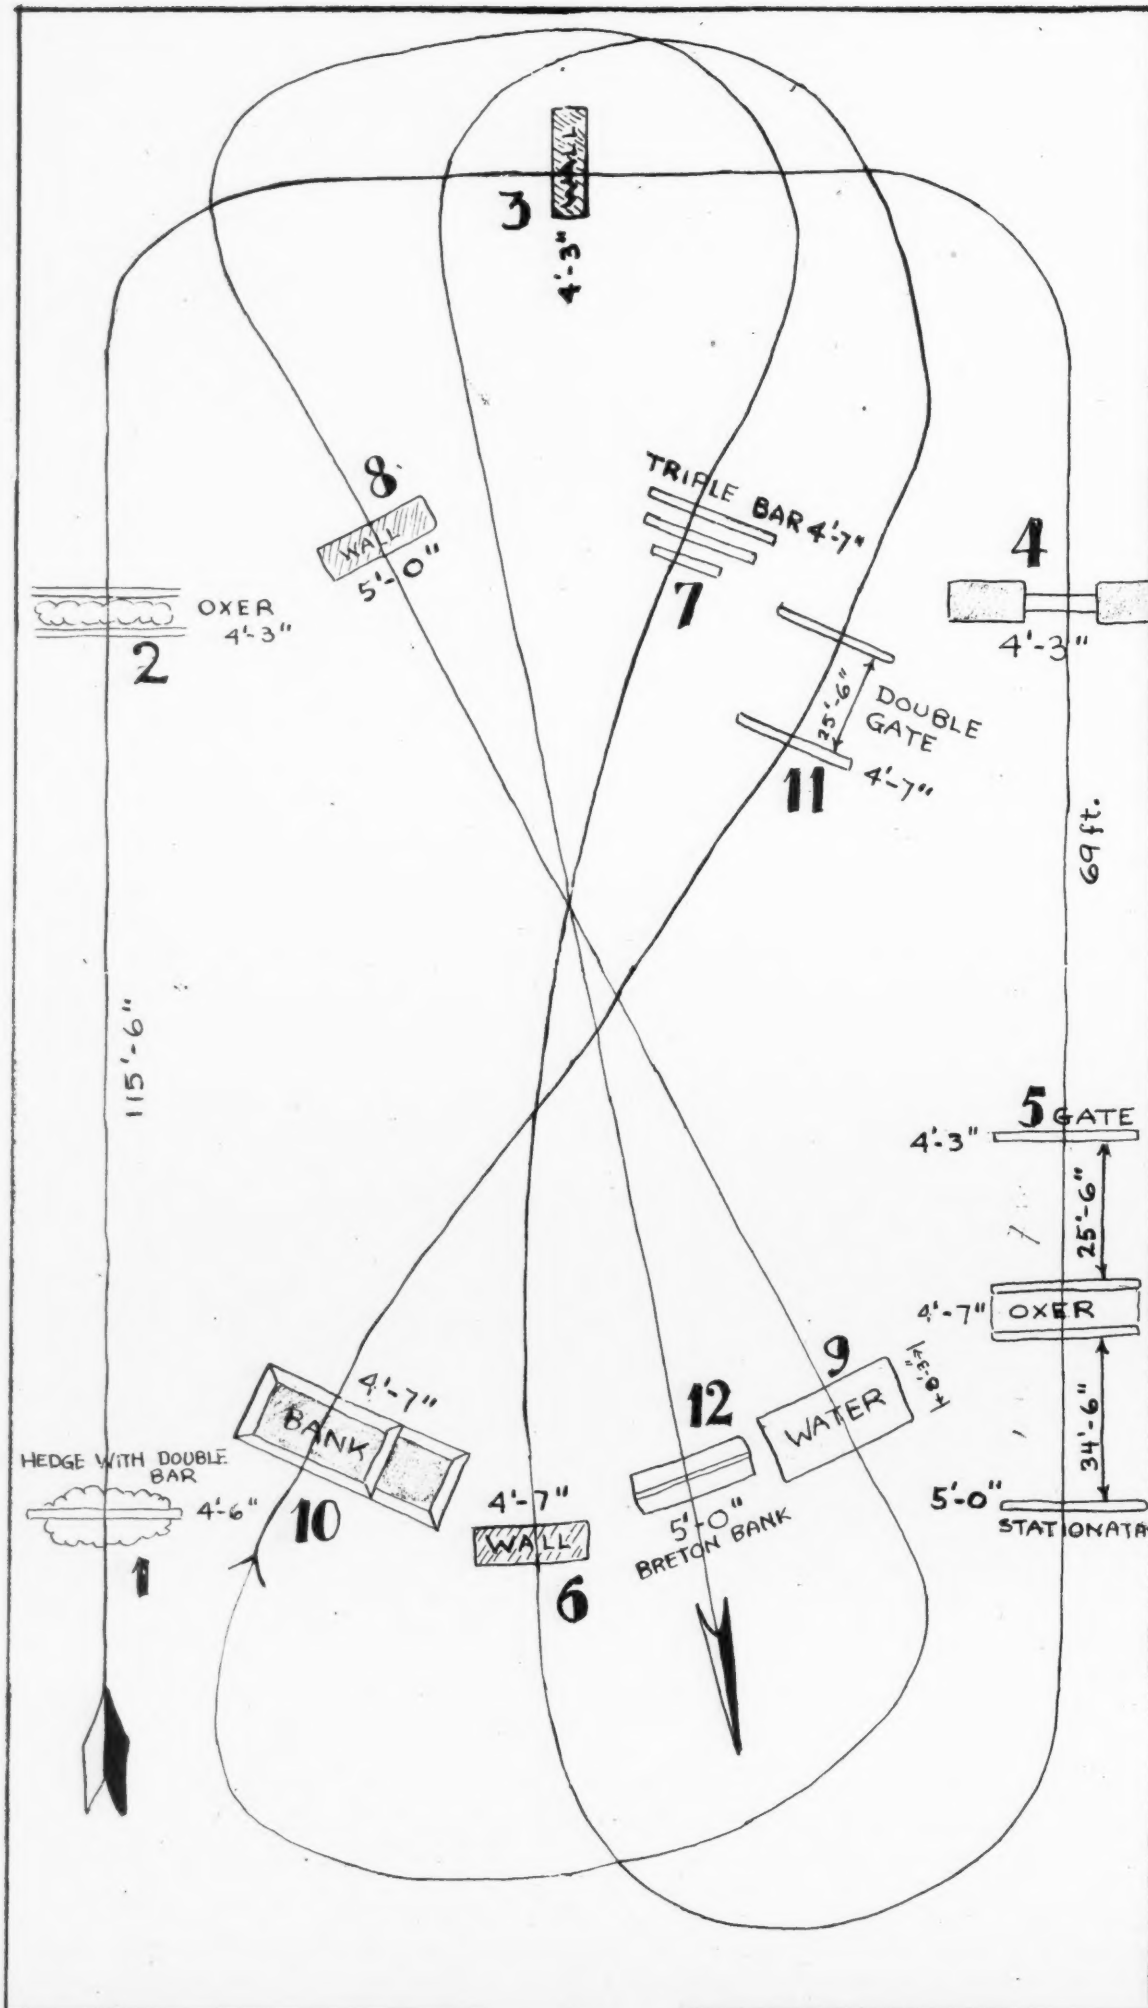 WALL
3
4'-3"
8
WALL
5'-0"
TRIPLE BAR 4'-7"
7
4
4'-3"
OXER
4'-3"
2
25'-6"
DOUBLE
GATE
11
4'-7"
69 ft.
115'-6"
5 GATE
4'-3"
25'-6"
4'-7"
OXER
34'-6"
5'-0"
STATIONATA
9
WATER
12
5'-0"
BRETON BANK
4'-7"
BANK
10
HEDGE WITH DOUBLE
BAR
4'-6"
1
4'-7"
WALL
6